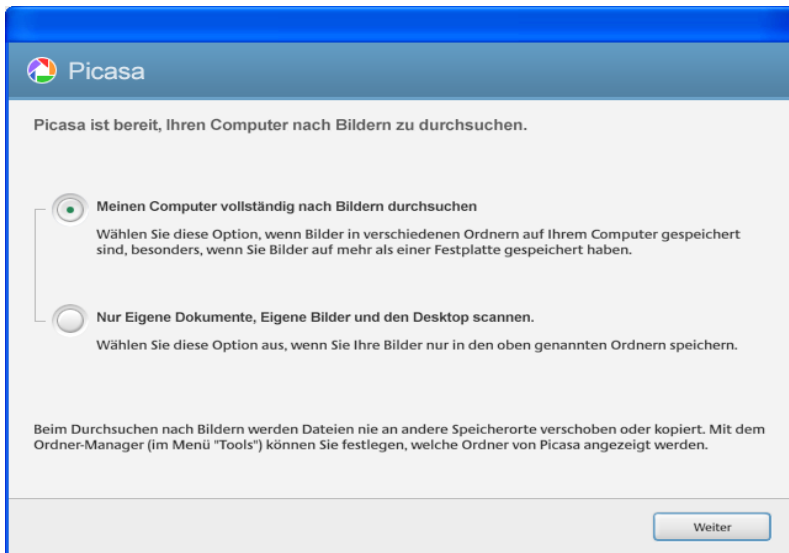 Picasa
Picasa ist bereit, Ihren Computer nach Bildern zu durchsuchen.
Meinen Computer vollständig nach Bildern durchsuchen
Wählen Sie diese Option, wenn Bilder in verschiedenen Ordnern auf Ihrem Computer gespeichert
sind, besonders, wenn Sie Bilder auf mehr als einer Festplatte gespeichert haben.
Nur Eigene Dokumente, Eigene Bilder und den Desktop scannen.
Wählen Sie diese Option aus, wenn Sie Ihre Bilder nur in den oben genannten Ordnern speichern.
Beim Durchsuchen nach Bildern werden Dateien nie an andere Speicherorte verschoben oder kopiert. Mit dem
Ordner-Manager (im Menü "Tools") können Sie festlegen, welche Ordner von Picasa angezeigt werden.
Weiter